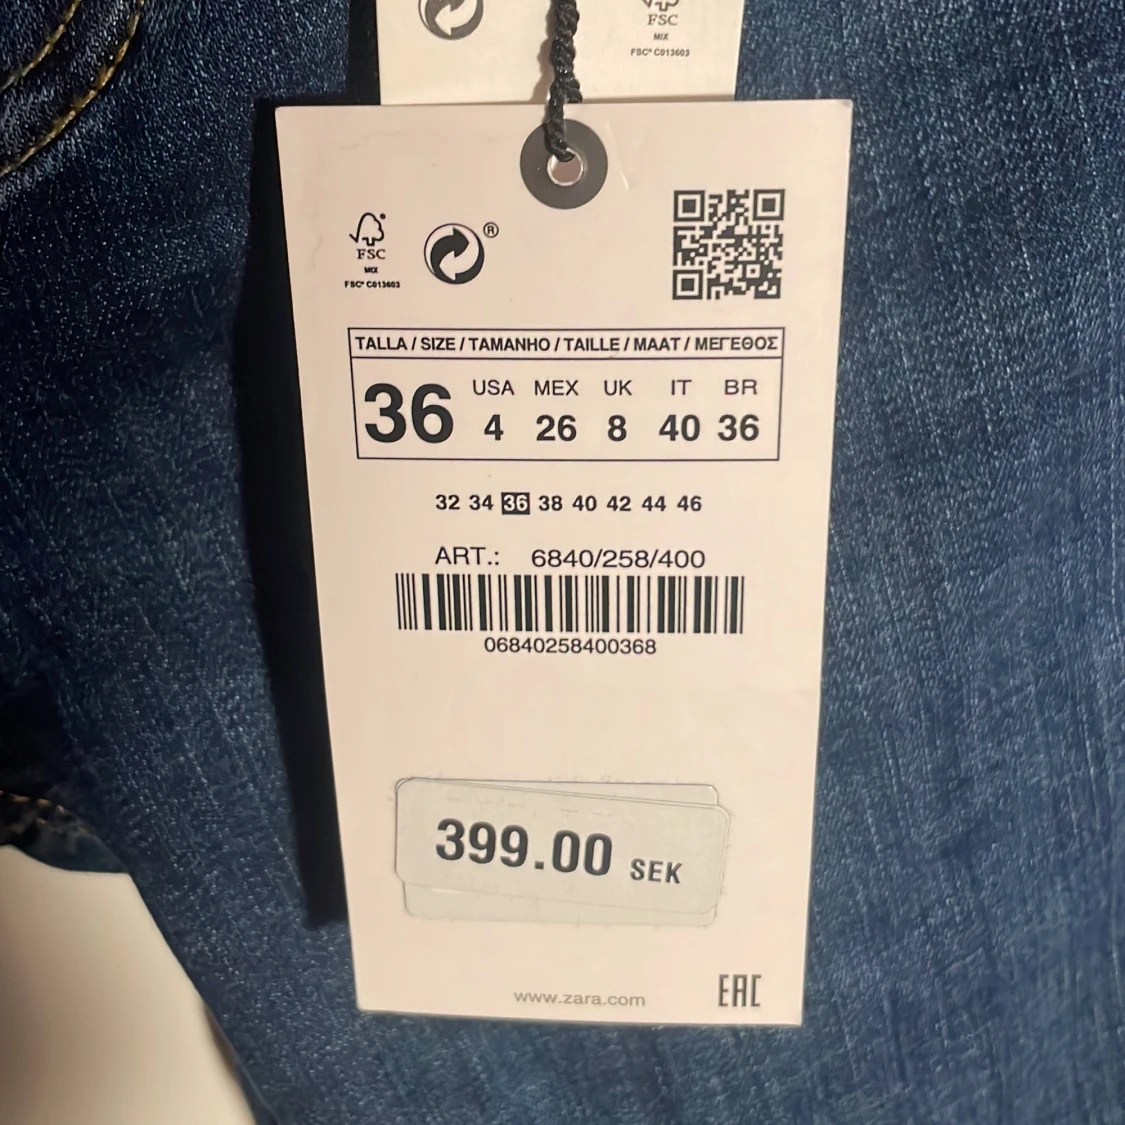 FSC
MIX
FSC® C013603
FSC
MIX
FSC® C013603
®
TALLA / SIZE / TAMANHO / TAILLE / MAAT / ΜΕΓΕΘΟΣ
36 USA MEX UK IT BR
4 26 8 40 36
32 34 36 38 40 42 44 46
ART.: 6840/258/400
06840258400368
399.00 SEK
www.zara.com EAC